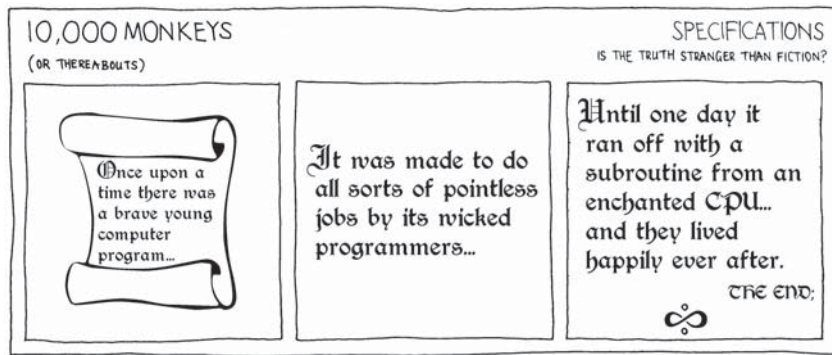 10,000 MONKEYS
(OR THEREABOUTS)
SPECIFICATIONS
IS THE TRUTH STRANGER THAN FICTION?
Once upon a
time there was
a brave young
computer
program...
It was made to do
all sorts of pointless
jobs by its wicked
programmers...
Until one day it
ran off with a
subroutine from an
enchanted CPU...
and they lived
happily ever after.
THE END;